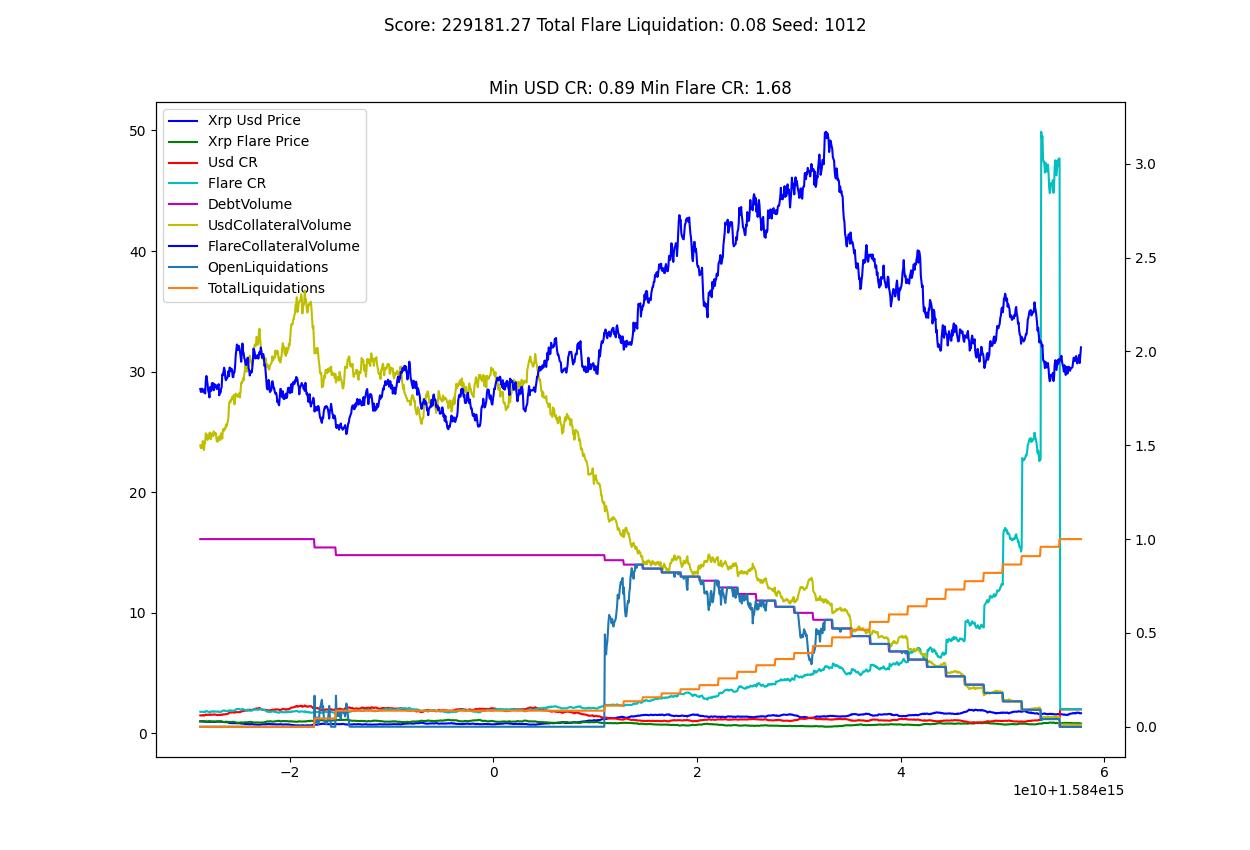 Score: 229181.27 Total Flare Liquidation: 0.08 Seed: 1012
Min USD CR: 0.89 Min Flare CR: 1.68
Xrp Usd Price
Xrp Flare Price
Usd CR
Flare CR
DebtVolume
UsdCollateralVolume
FlareCollateralVolume
OpenLiquidations
TotalLiquidations
50
40
30
20
10
0
3.0
2.5
2.0
1.5
1.0
0.5
0.0
−2
0
2
4
6
1e10+1.584e15